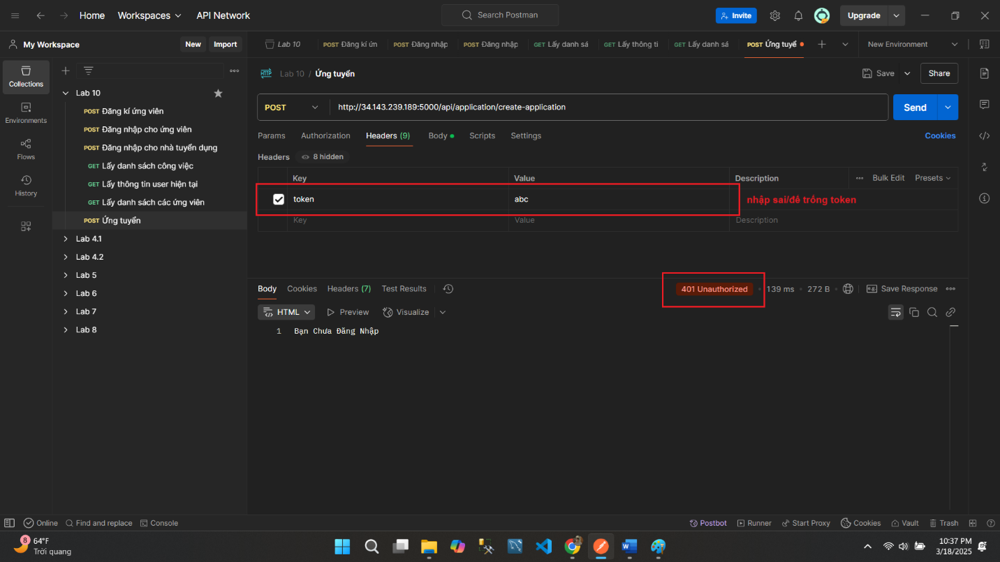 Home
Workspaces
API Network
Search Postman
Invite
Upgrade
My Workspace
New
Import
Lab 10
POST Đăng kí ứn
POST Đăng nhập
POST Đăng nhập
GET Lấy danh sá
GET Lấy thông ti
GET Lấy danh sá
POST Ứng tuyể
New Environment
Collections
Environments
Flows
History
Lab 10
POST Đăng kí ứng viên
POST Đăng nhập cho ứng viên
POST Đăng nhập cho nhà tuyển dụng
GET Lấy danh sách công việc
GET Lấy thông tin user hiện tại
GET Lấy danh sách các ứng viên
POST Ứng tuyển
Lab 4.1
Lab 4.2
Lab 5
Lab 6
Lab 7
Lab 8
HTTP
Lab 10 / Ứng tuyển
Save
Share
POST
http://34.143.239.189:5000/api/application/create-application
Send
Params
Authorization
Headers (9)
Body
Scripts
Settings
Cookies
Headers
8 hidden
Key
Value
Description
Bulk Edit
Presets
token
abc
nhập sai/để trống token
Key
Value
Description
Body
Cookies
Headers (7)
Test Results
401 Unauthorized
139 ms
272 B
e.g.
Save Response
HTML
Preview
Visualize
1 Bạn Chưa Đăng Nhập
Online
Find and replace
Console
Postbot
Runner
Start Proxy
Cookies
Vault
Trash
8
64°F
Trời quang
10:37 PM
3/18/2025